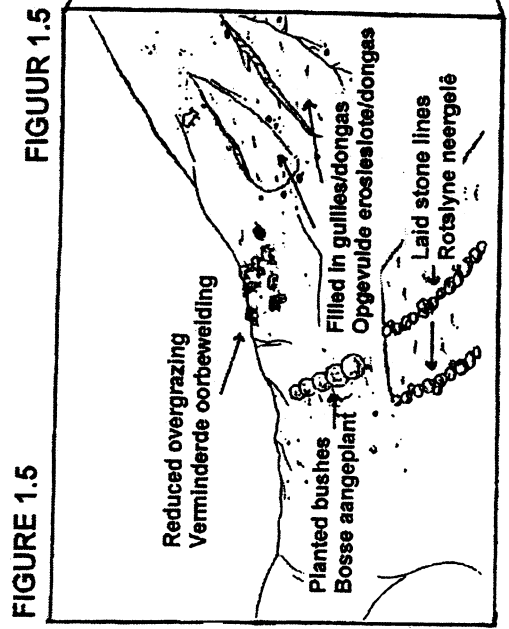 FIGURE 1.5
FIGUUR 1.5
Reduced overgrazing
Verminderde oorbeweiding
Planted bushes
Bosse aangeplant
Filled in gullies/dongas
Opgevulde erosieslote/dongas
Laid stone lines
Rotslyne neergelê